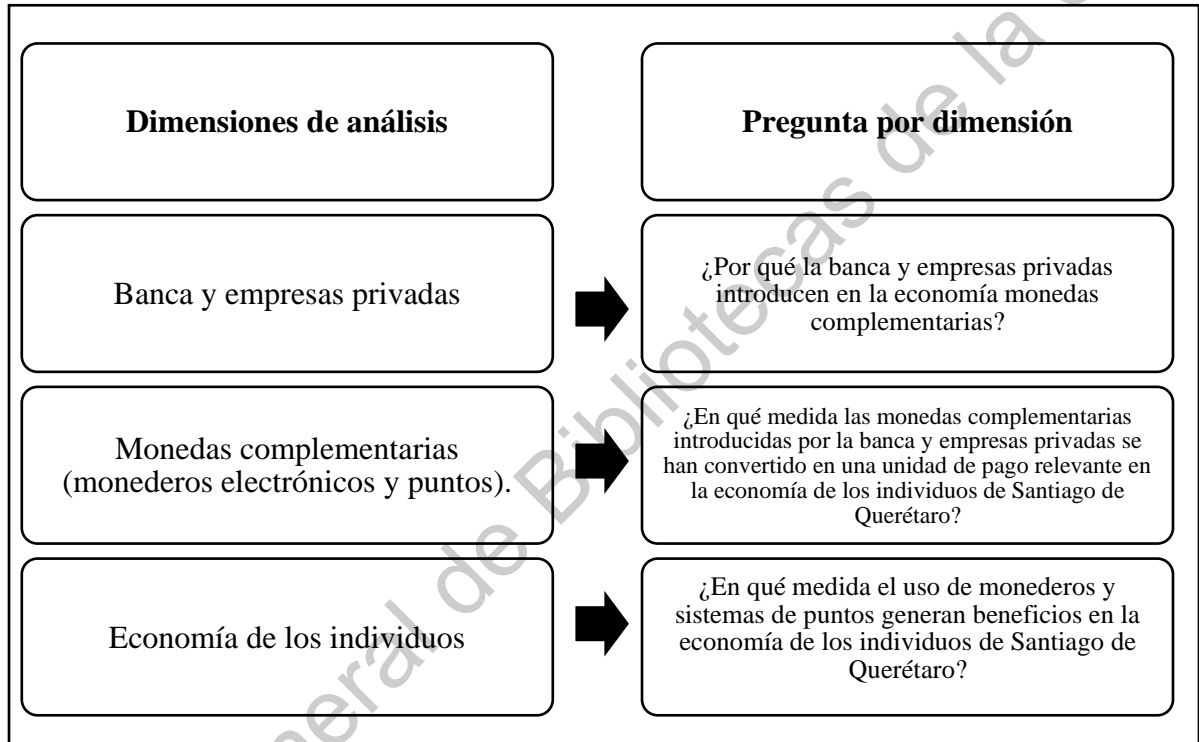 Dimensiones de análisis
Pregunta por dimensión
Banca y empresas privadas
¿Por qué la banca y empresas privadas
introducen en la economía monedas
complementarias?
Monedas complementarias
(monederos electrónicos y puntos).
¿En qué medida las monedas complementarias
introducidas por la banca y empresas privadas se
han convertido en una unidad de pago relevante en
la economía de los individuos de Santiago de
Querétaro?
Economía de los individuos
¿En qué medida el uso de monederos y
sistemas de puntos generan beneficios en la
economía de los individuos de Santiago de
Querétaro?
de Bibliotecas de la